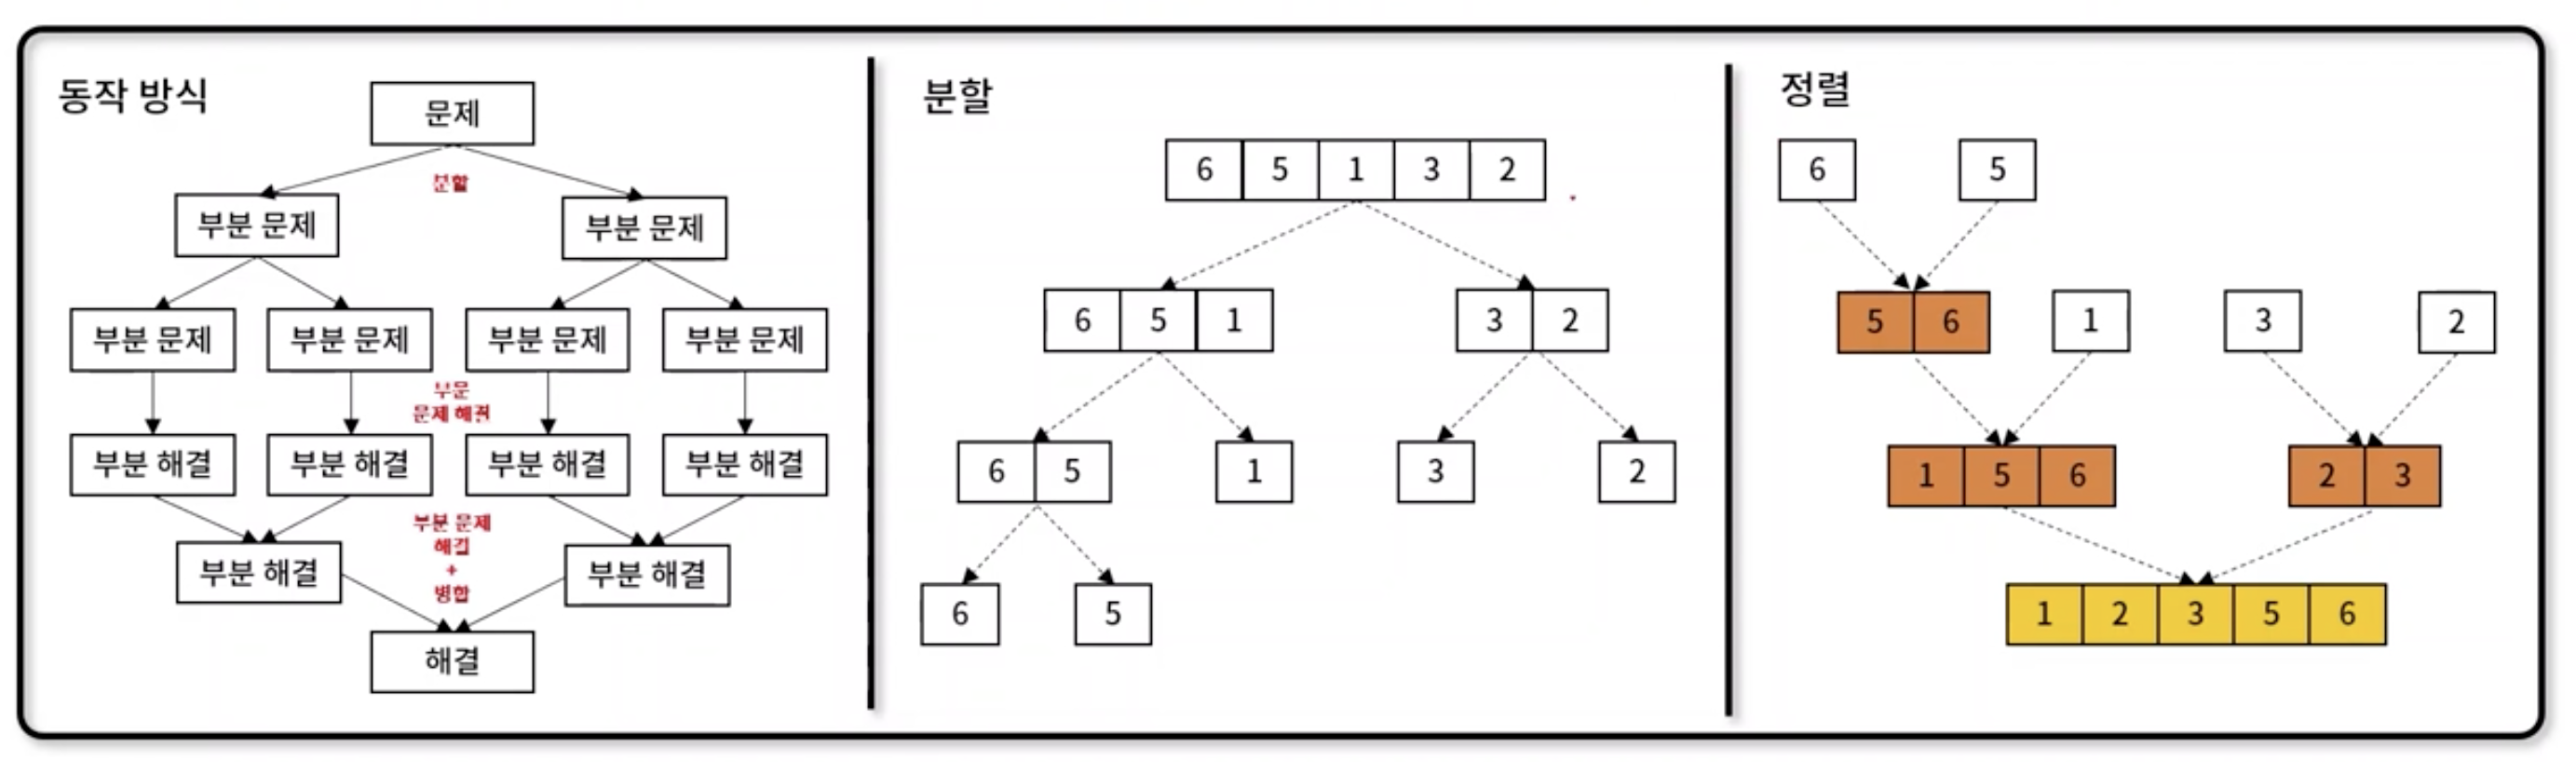 동작 방식
문제
분할
부분 문제
부분 문제
부분 문제
부분 문제
부분 문제
부분 문제
부문
문제 해결
부분 해결
부분 해결
부분 해결
부분 해결
부분 문제
해결
+
병합
부분 해결
부분 해결
해결
분할
6 5 1 3 2
6 5 1
3 2
6 5
1
3
2
6
5
정렬
6
5
5 6
1
3
2
1 5 6
2 3
1 2 3 5 6